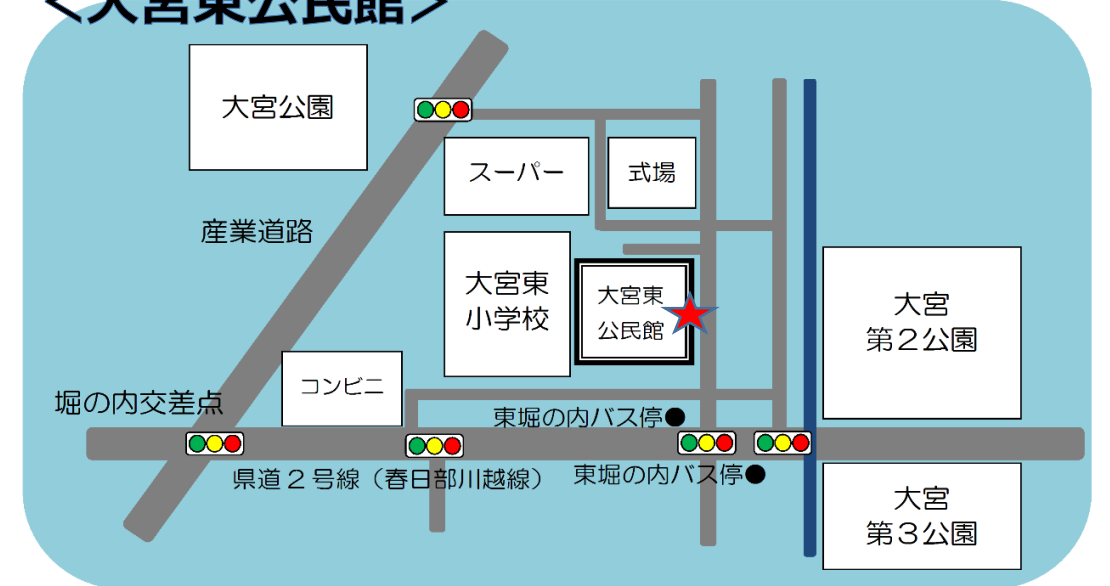 ＜大宮東公民館＞
大宮公園
スーパー
式場
産業道路
大宮東
小学校
大宮東
公民館
大宮
第２公園
コンビニ
堀の内交差点
東堀の内バス停●
県道２号線（春日部川越線）
東堀の内バス停●
大宮
第３公園